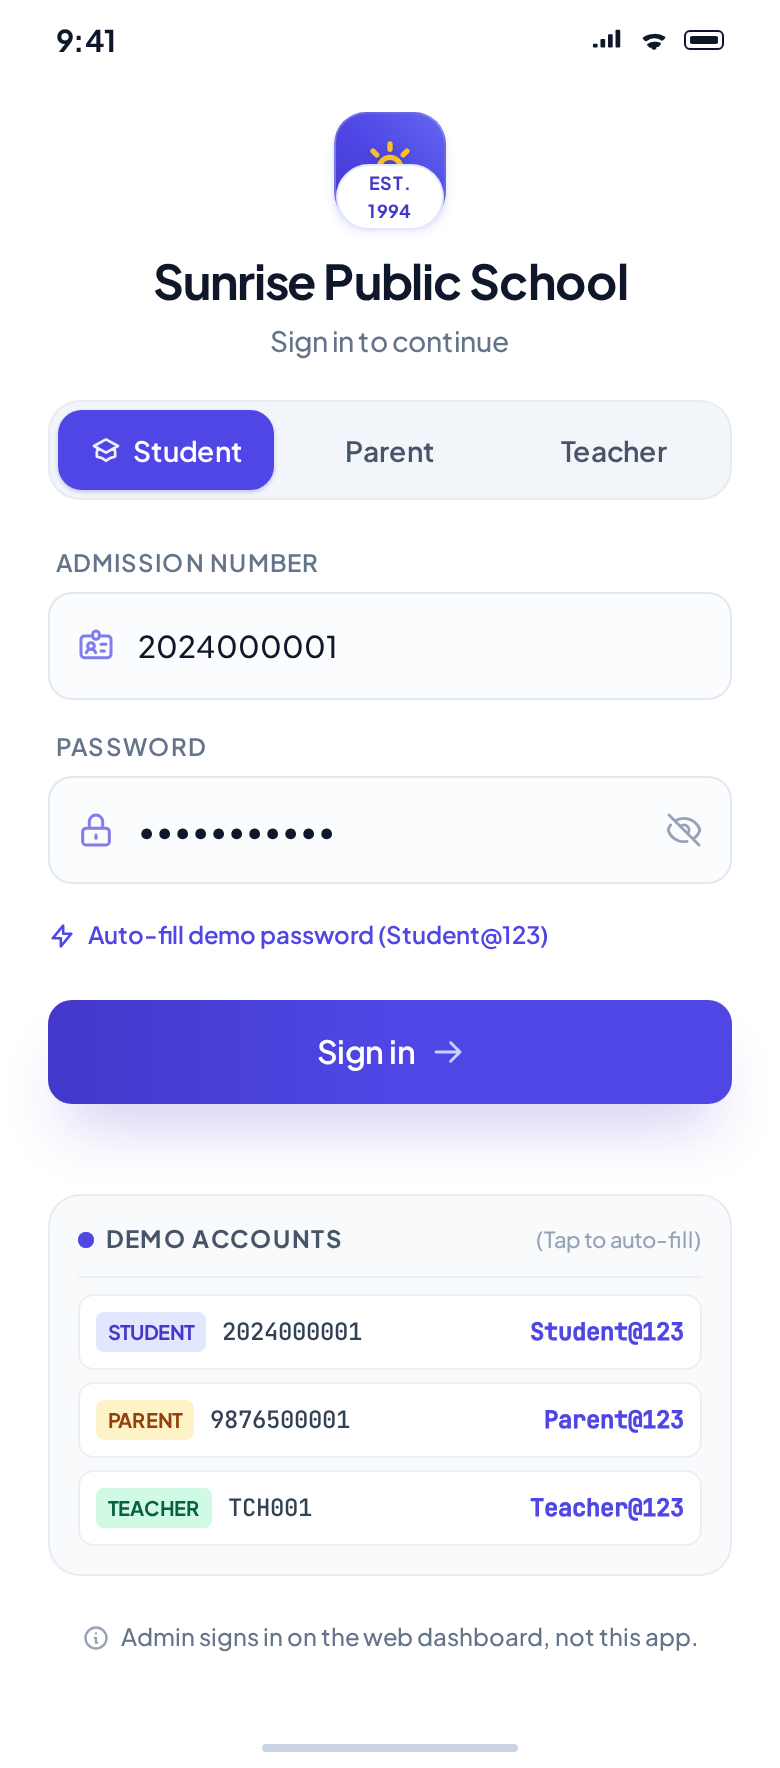 9:41
EST.
1994
Sunrise Public School
Sign in to continue
Student Parent Teacher
ADMISSION NUMBER
2024000001
PASSWORD
•••••••••••
Auto-fill demo password (Student@123)
Sign in →
DEMO ACCOUNTS (Tap to auto-fill)
STUDENT 2024000001 Student@123
PARENT 9876500001 Parent@123
TEACHER TCH001 Teacher@123
Admin signs in on the web dashboard, not this app.